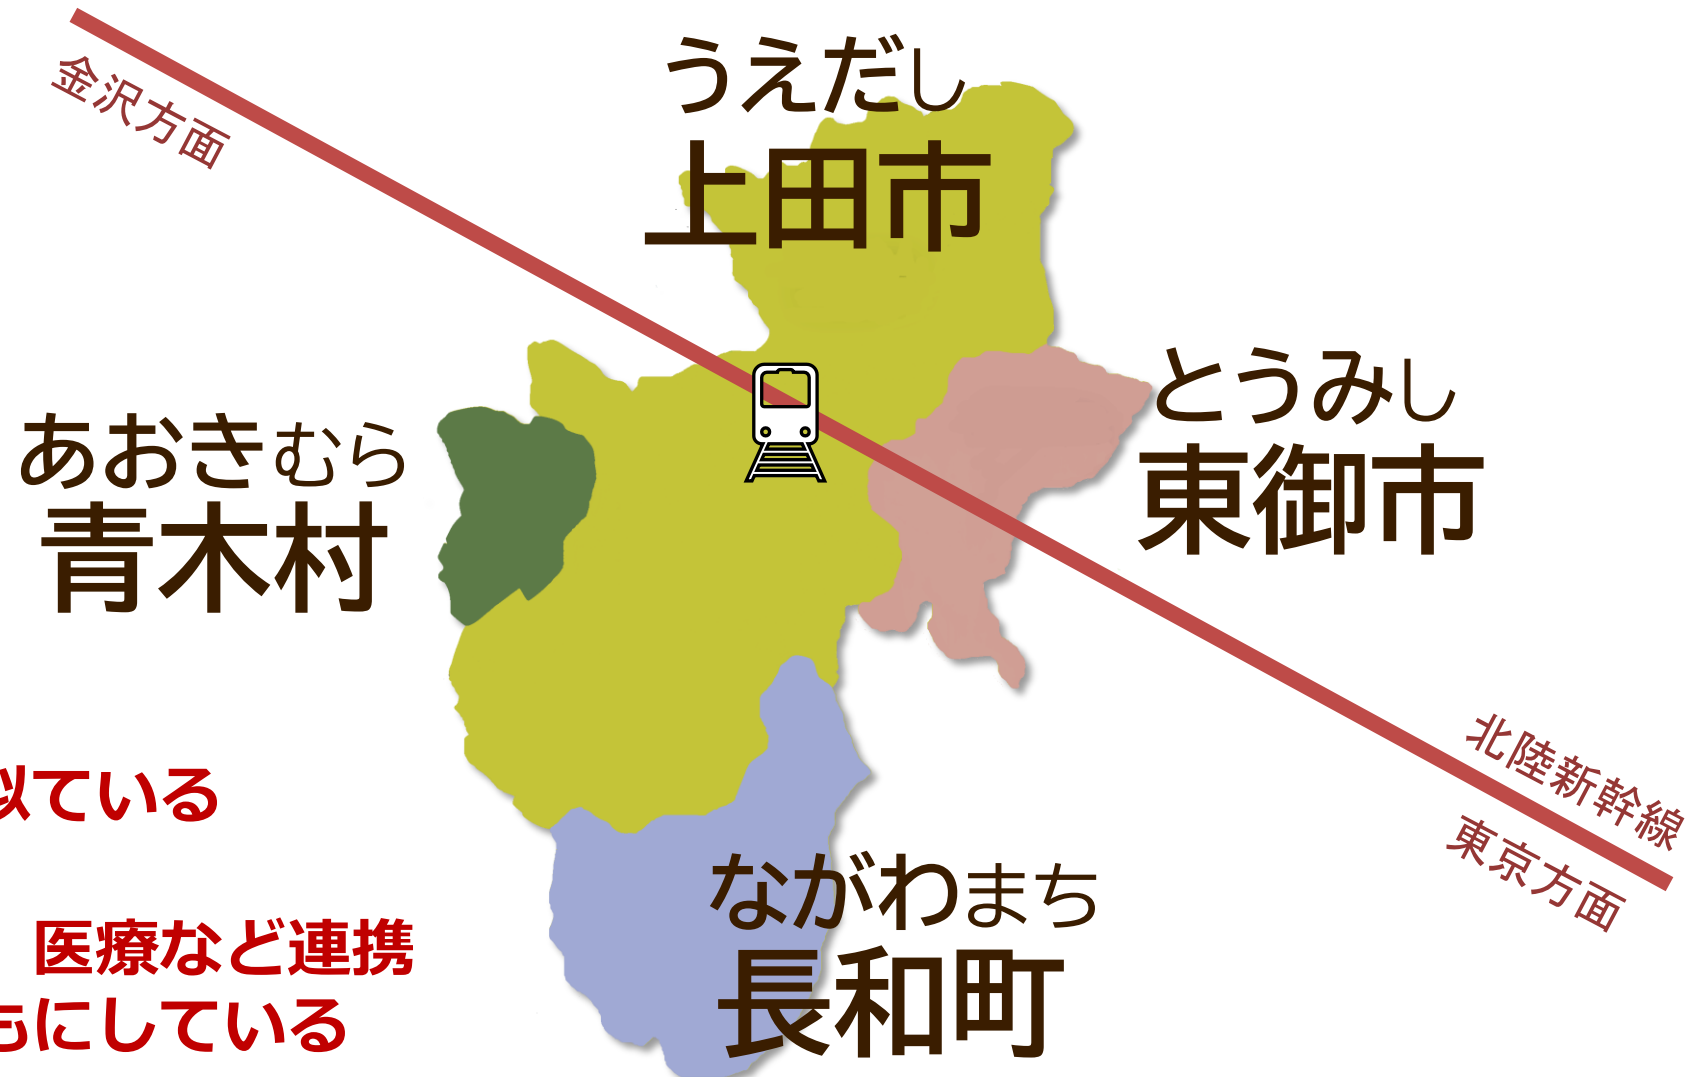 金沢方面
うえだし
上田市
とうみし
東御市
あおきむら
青木村
北陸新幹線
東京方面
似ている
ながわまち
長和町
医療など連携
もにしている